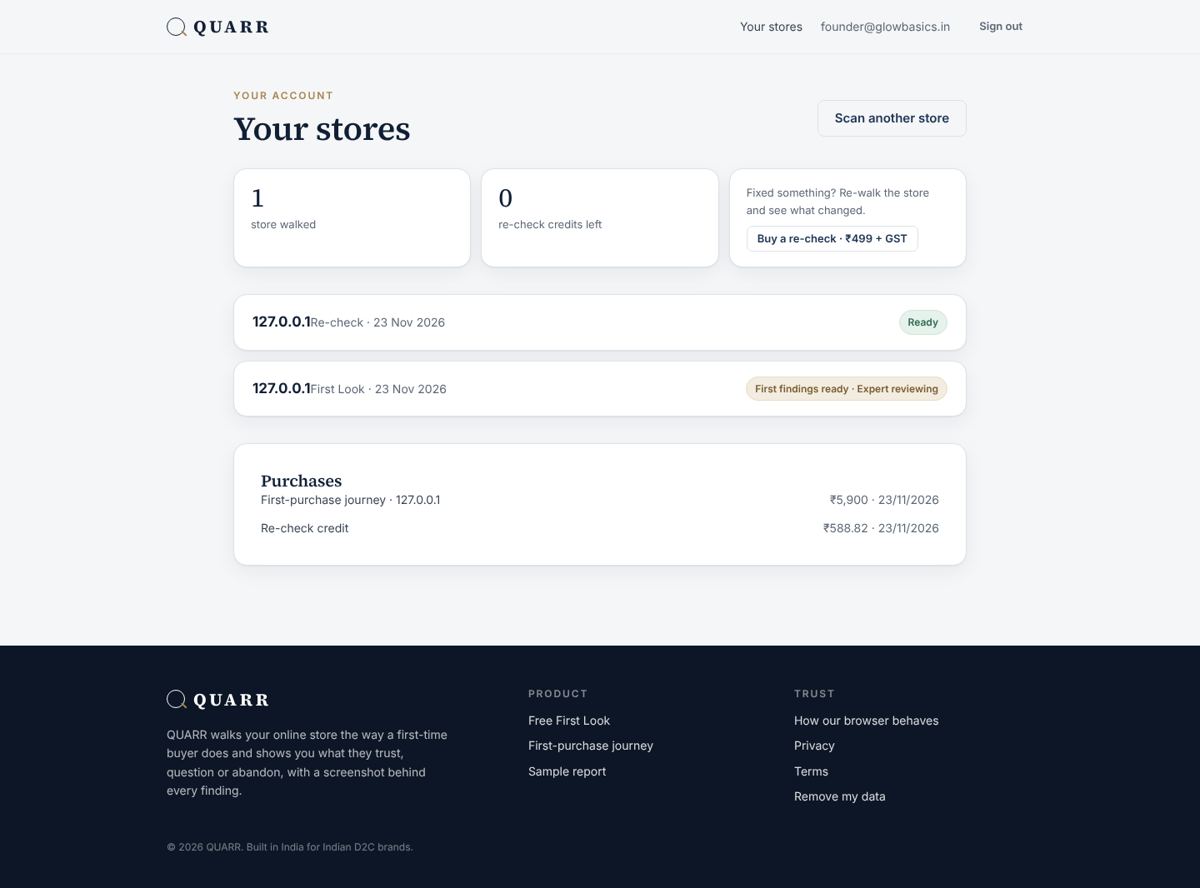 QUARR
Your stores founder@glowbasics.in Sign out
YOUR ACCOUNT
Your stores
Scan another store
1
store walked
0
re-check credits left
Fixed something? Re-walk the store
and see what changed.
Buy a re-check · ₹499 + GST
127.0.0.1Re-check · 23 Nov 2026 Ready
127.0.0.1First Look · 23 Nov 2026 First findings ready · Expert reviewing
Purchases
First-purchase journey · 127.0.0.1 ₹5,900 · 23/11/2026
Re-check credit ₹588.82 · 23/11/2026
QUARR
QUARR walks your online store the way a first-time
buyer does and shows you what they trust,
question or abandon, with a screenshot behind
every finding.
PRODUCT
Free First Look
First-purchase journey
Sample report
TRUST
How our browser behaves
Privacy
Terms
Remove my data
© 2026 QUARR. Built in India for Indian D2C brands.